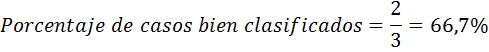 Porcentaje de casos bien clasificados = 2/3 = 66,7%